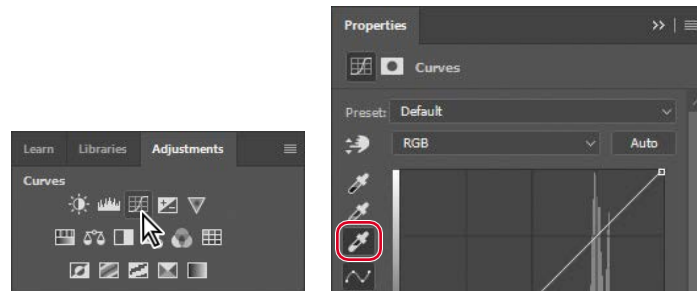 Learn Libraries Adjustments
Curves
Properties
Curves
Preset: Default
RGB Auto